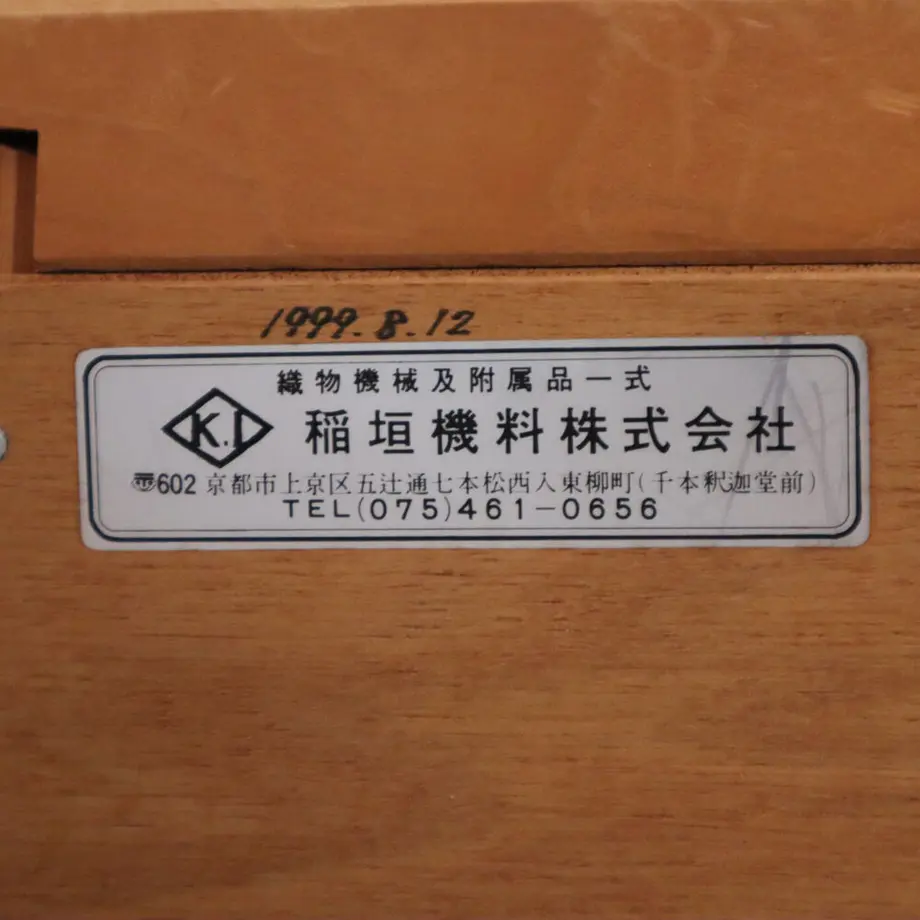 1999.8.12
織物機械及附属品一式
K.I 稲垣機料株式会社
〠602 京都市上京区五辻通七本松西入東柳町(千本釈迦堂前)
TEL(075)461-0656